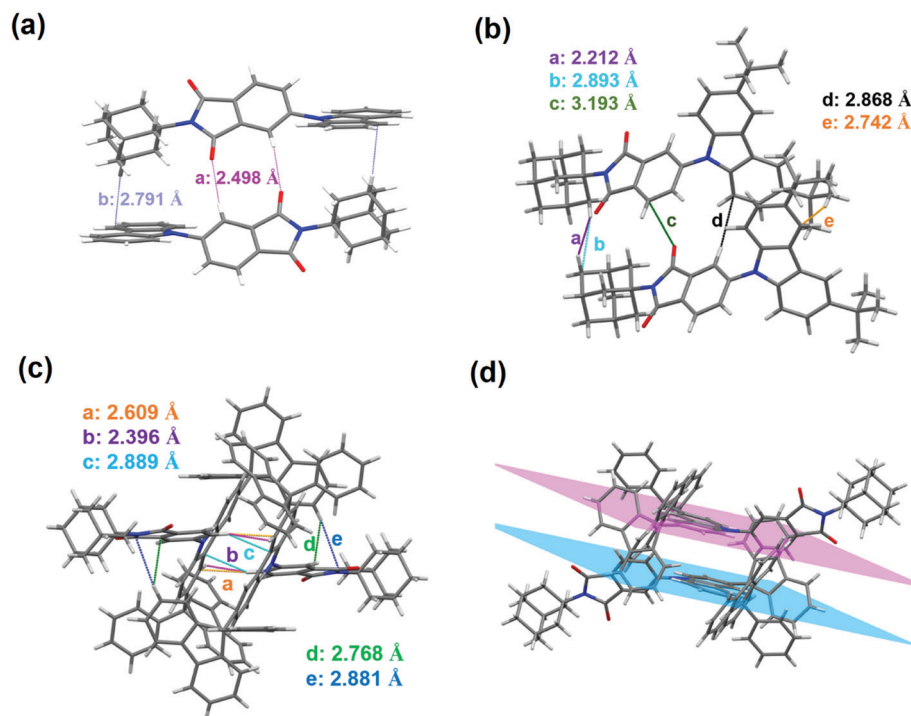 (a)
a: 2.498 Å
b: 2.791 Å
(b)
a: 2.212 Å
b: 2.893 Å
c: 3.193 Å
d: 2.868 Å
e: 2.742 Å
a
b
c
d
e
(c)
a: 2.609 Å
b: 2.396 Å
c: 2.889 Å
b
c
d
e
a
d: 2.768 Å
e: 2.881 Å
(d)